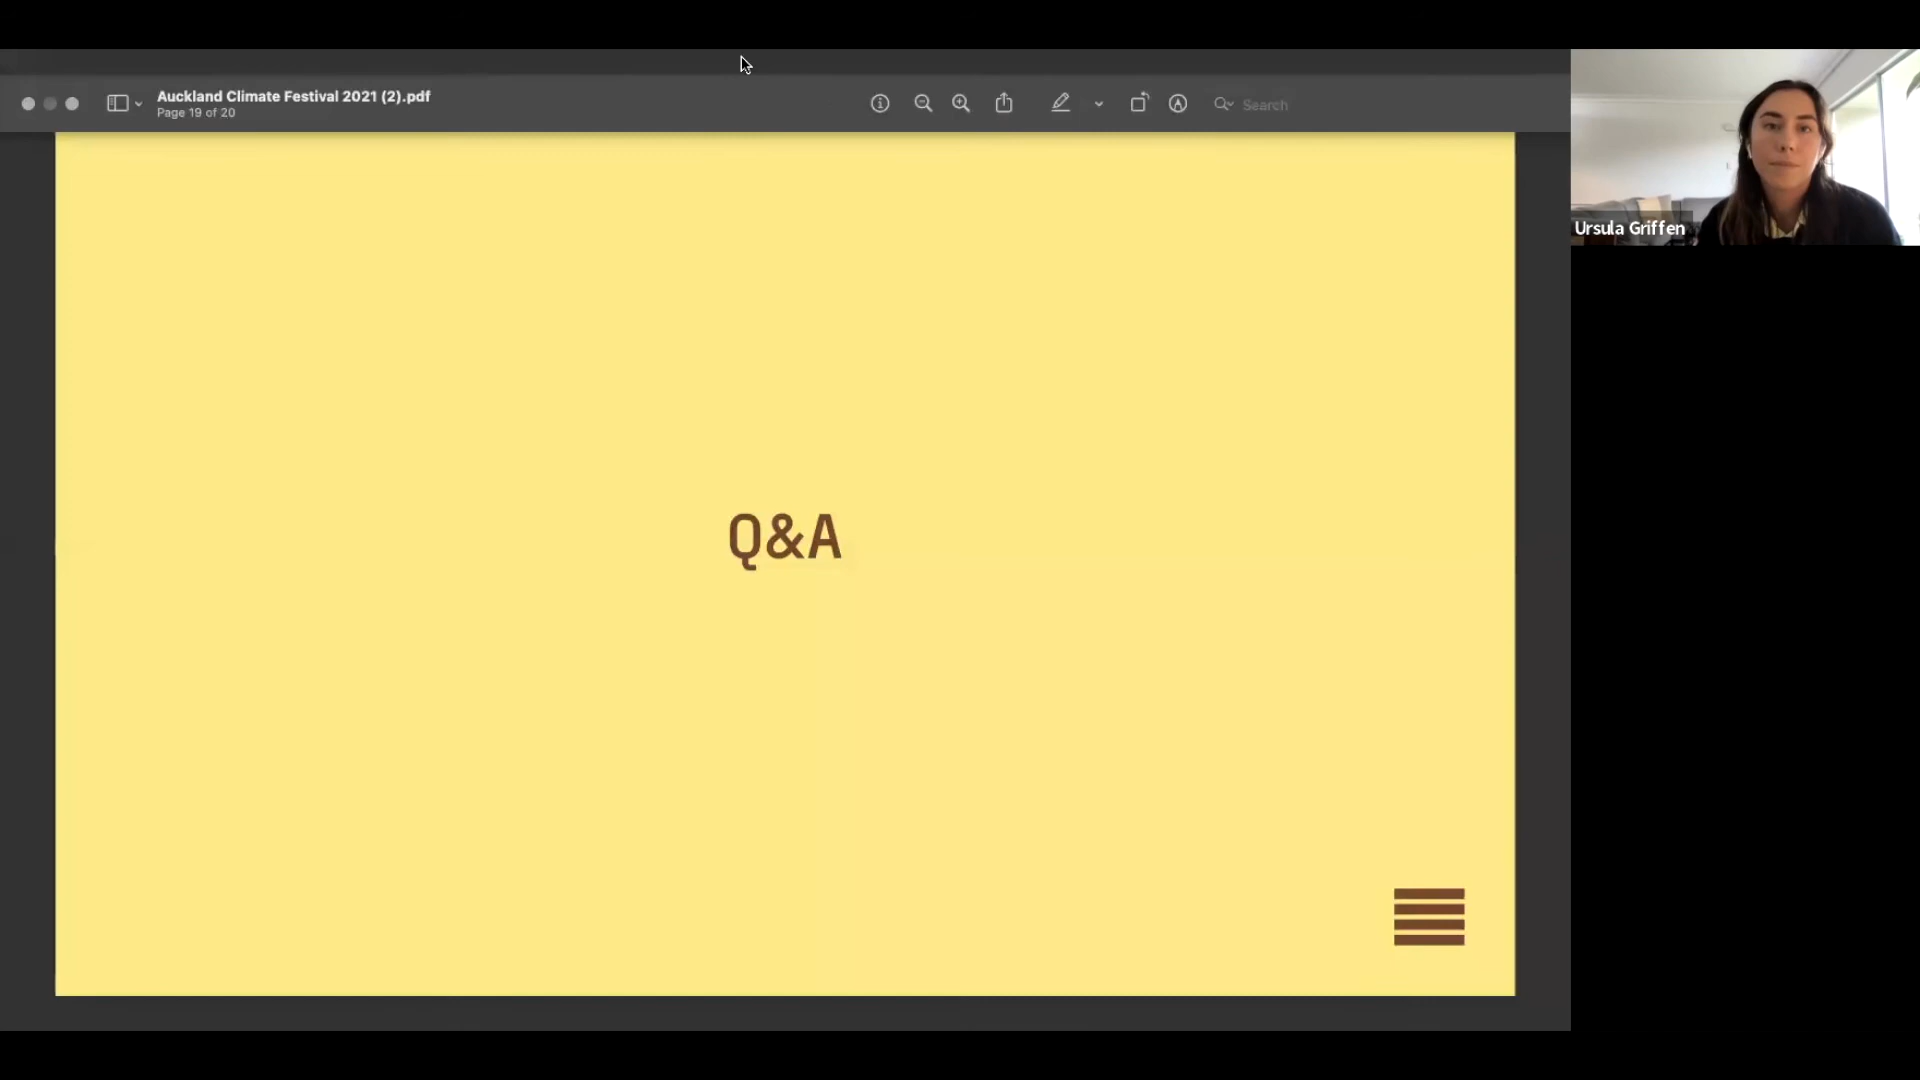 Auckland Climate Festival 2021 (2).pdf
Page 19 of 20
Search
Ursula Griffen
Q&A